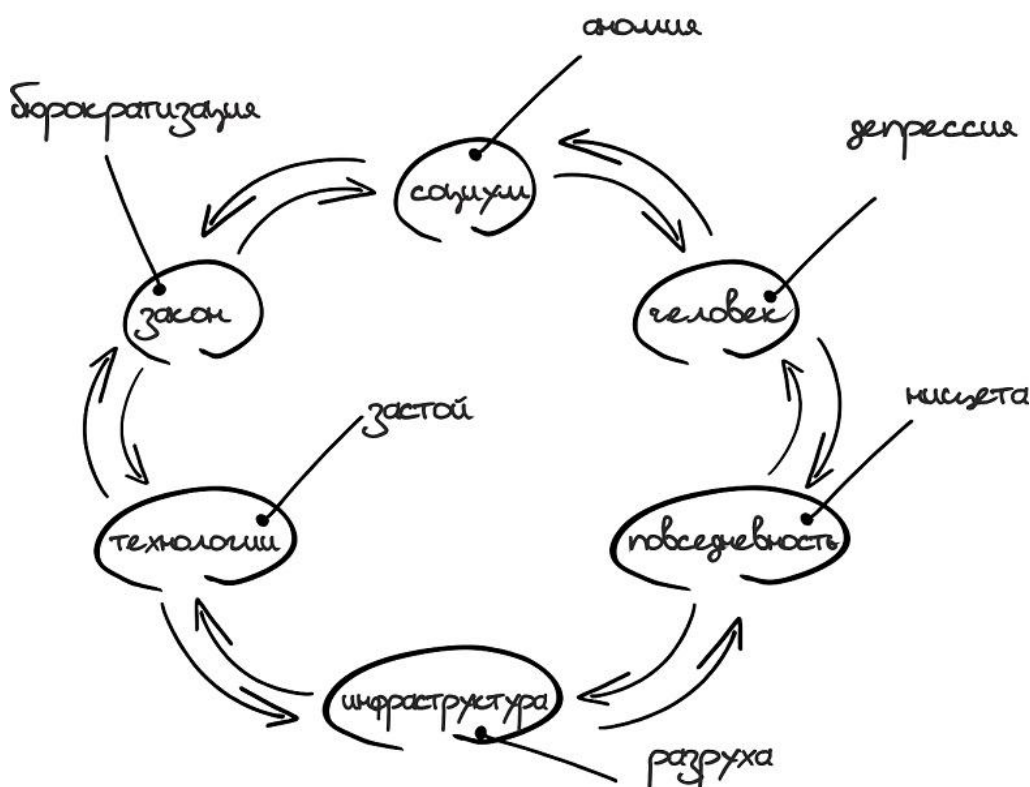 аномия
бюрократизация
депрессия
социум
закон
человек
нищета
застой
технологии
повседневность
инфраструктура
разруха